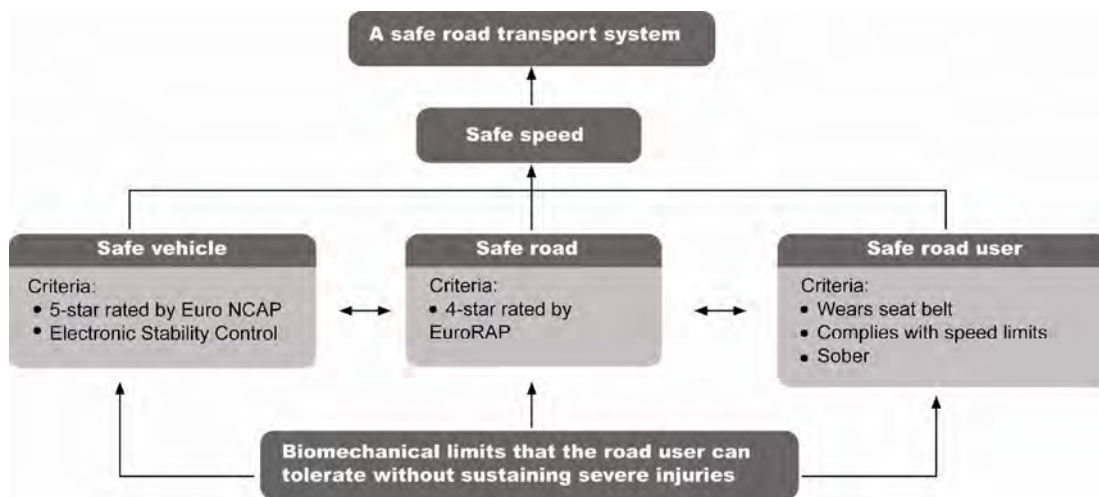 A safe road transport system
Safe speed
Safe vehicle
Criteria:
• 5-star rated by Euro NCAP
• Electronic Stability Control
Safe road
Criteria:
• 4-star rated by
EuroRAP
Safe road user
Criteria:
• Wears seat belt
• Complies with speed limits
• Sober
Biomechanical limits that the road user can
tolerate without sustaining severe injuries